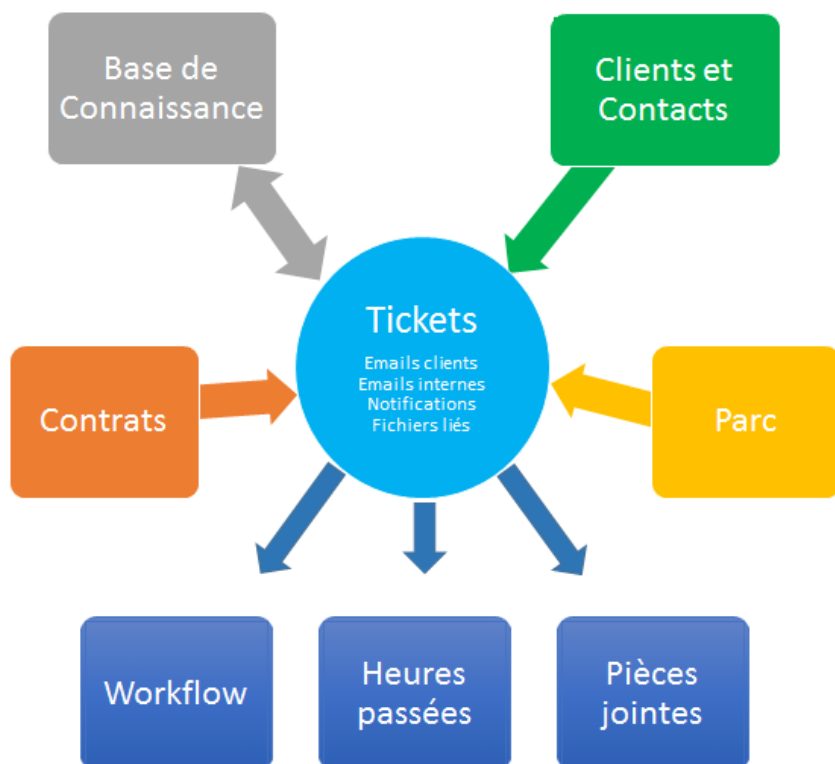 Base de
Connaissance
Clients et
Contacts
Tickets
Emails clients
Emails internes
Notifications
Fichiers liés
Contrats
Parc
Workflow
Heures
passées
Pièces
jointes